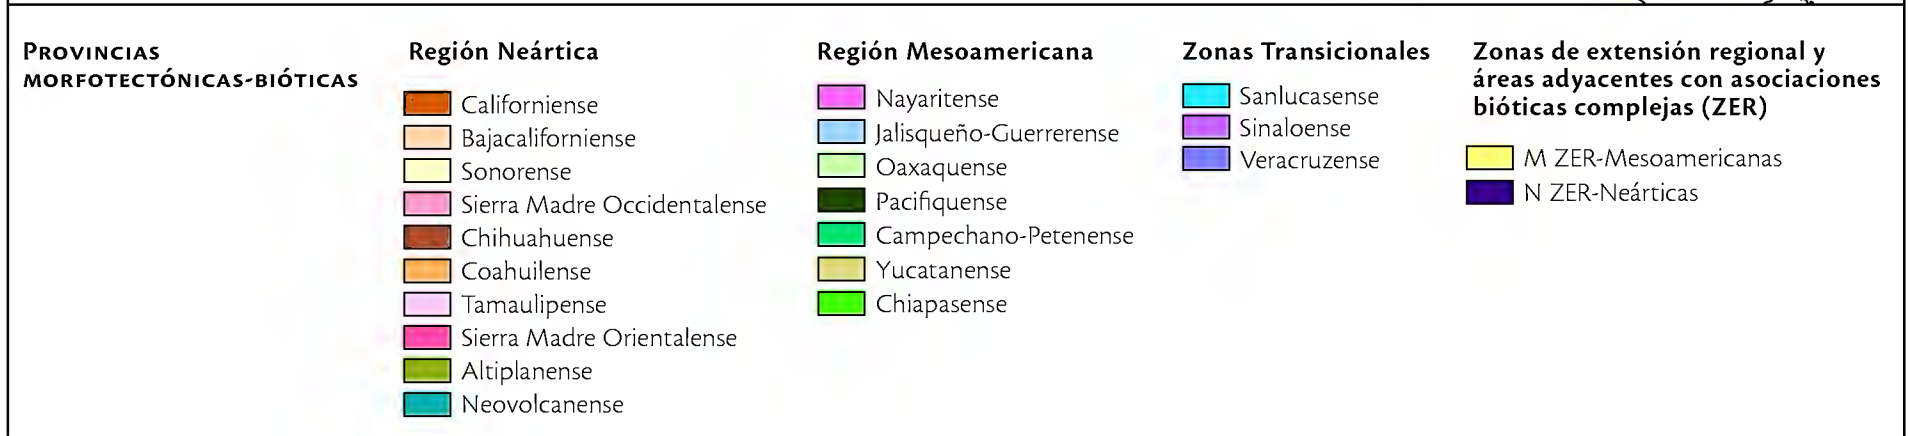 PROVINCIAS
MORFOTECTÓNICAS-BIÓTICAS
Región Neártica
Californiense
Bajacaliforniense
Sonorense
Sierra Madre Occidentalense
Chihuahuense
Coahuilense
Tamaulipense
Sierra Madre Orientalense
Altiplanense
Neovolcanense
Región Mesoamericana
Nayaritense
Jalisqueño-Guerrerense
Oaxaquense
Pacifiquense
Campechano-Petenense
Yucatanense
Chiapasense
Zonas Transicionales
Sanlucasense
Sinaloense
Veracruzense
Zonas de extensión regional y
áreas adyacentes con asociaciones
bióticas complejas (ZER)
M ZER-Mesoamericanas
N ZER-Neárticas